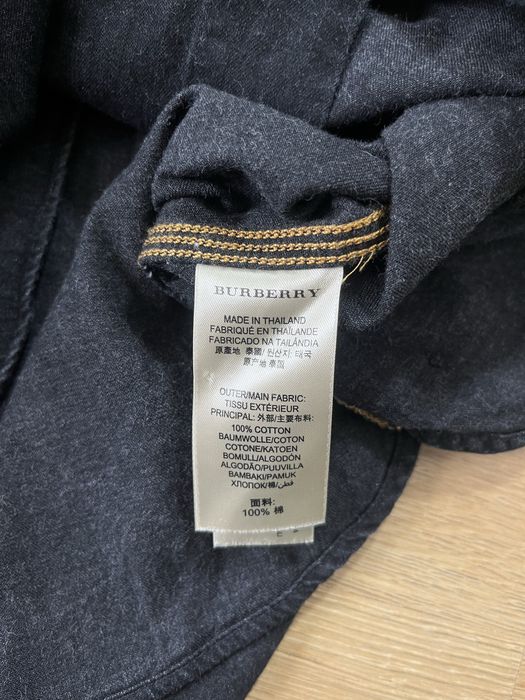 BURBERRY
MADE IN THAILAND
FABRIQUÉ EN THAÏLANDE
FABRICADO NA TAILÂNDIA
原產地 泰國/ 원산지: 태국
原产地 泰国
OUTER/MAIN FABRIC:
TISSU EXTÉRIEUR
PRINCIPAL: 外部/主要布料:
100% COTTON
BAUMWOLLE/COTON
COTONE/KATOEN
BOMULL/ALGODÓN
ALGODÃO/PUUVILLA
BAMBAKI/PAMUK
ХЛОПОК/棉/قطن
面料:
100% 棉